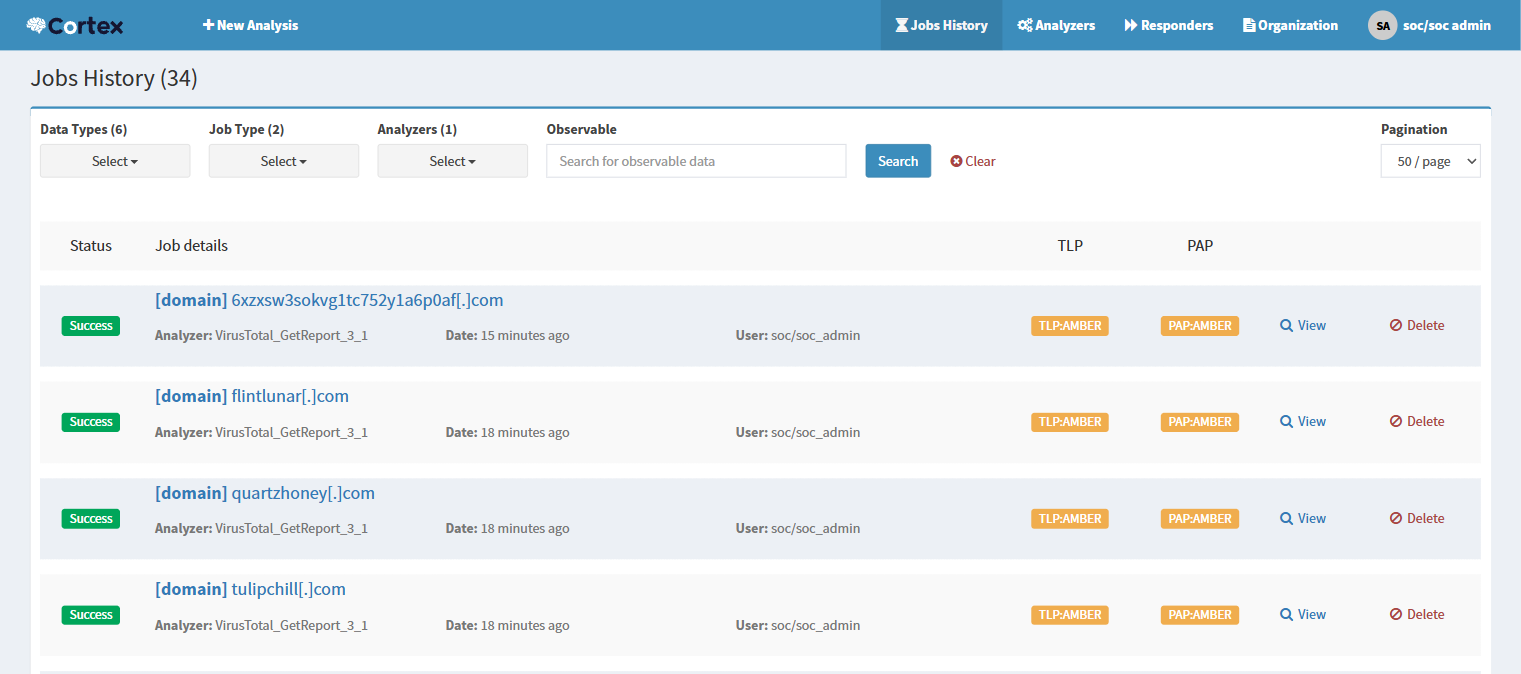 Cortex
New Analysis
Jobs History
Analyzers
Responders
Organization
SA
soc/soc admin
Jobs History (34)
Data Types (6)
Job Type (2)
Analyzers (1)
Observable
Pagination
Select
Select
Select
Search for observable data
Search
Clear
50 / page
Status
Job details
TLP
PAP
[domain] 6xzxsw3sokvg1tc752y1a6p0af[.]com
Success
Analyzer: VirusTotal_GetReport_3_1
Date: 15 minutes ago
User: soc/soc_admin
TLP:AMBER
PAP:AMBER
View
Delete
[domain] flintlunar[.]com
Success
Analyzer: VirusTotal_GetReport_3_1
Date: 18 minutes ago
User: soc/soc_admin
TLP:AMBER
PAP:AMBER
View
Delete
[domain] quartzhoney[.]com
Success
Analyzer: VirusTotal_GetReport_3_1
Date: 18 minutes ago
User: soc/soc_admin
TLP:AMBER
PAP:AMBER
View
Delete
[domain] tulipchill[.]com
Success
Analyzer: VirusTotal_GetReport_3_1
Date: 18 minutes ago
User: soc/soc_admin
TLP:AMBER
PAP:AMBER
View
Delete